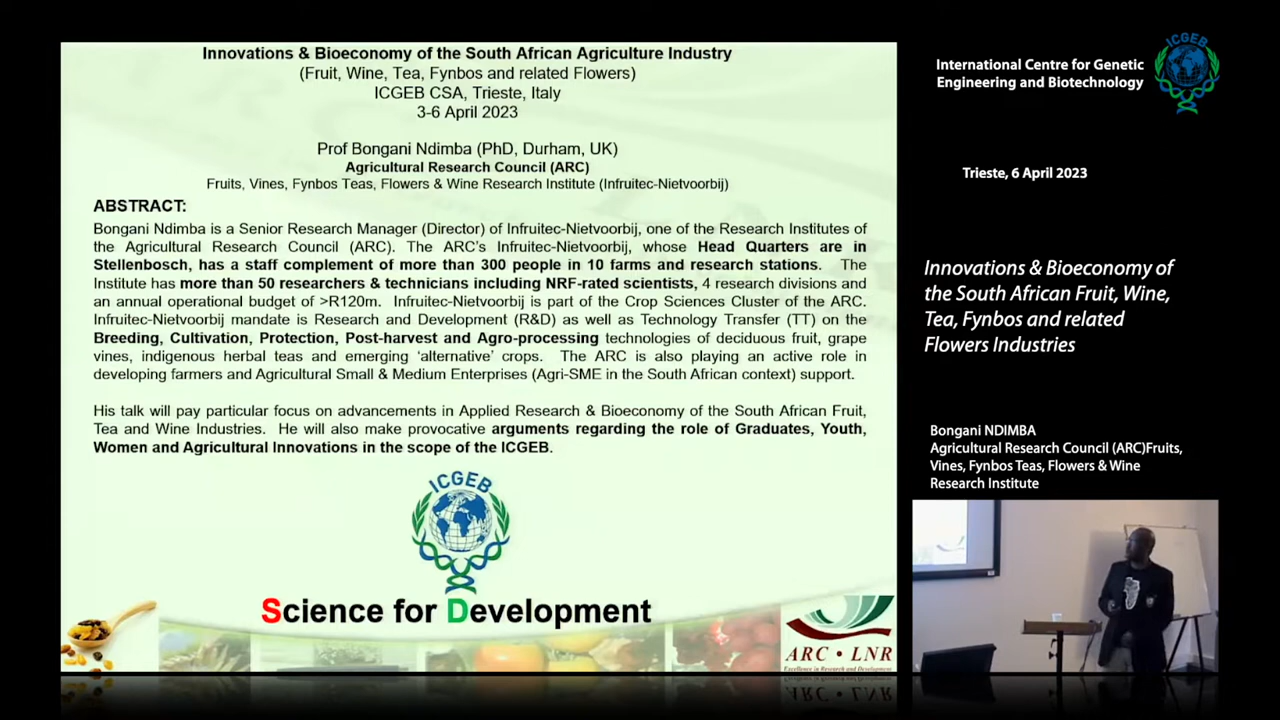 Innovations & Bioeconomy of the South African Agriculture Industry
(Fruit, Wine, Tea, Fynbos and related Flowers)
ICGEB CSA, Trieste, Italy
3-6 April 2023
Prof Bongani Ndimba (PhD, Durham, UK)
Agricultural Research Council (ARC)
Fruits, Vines, Fynbos Teas, Flowers & Wine Research Institute (Infruitec-Nietvoorbij)
ABSTRACT:
Bongani Ndimba is a Senior Research Manager (Director) of Infruitec-Nietvoorbij, one of the Research Institutes of
the Agricultural Research Council (ARC). The ARC's Infruitec-Nietvoorbij, whose Head Quarters are in
Stellenbosch, has a staff complement of more than 300 people in 10 farms and research stations. The
Institute has more than 50 researchers & technicians including NRF-rated scientists, 4 research divisions and
an annual operational budget of >R120m. Infruitec-Nietvoorbij is part of the Crop Sciences Cluster of the ARC.
Infruitec-Nietvoorbij mandate is Research and Development (R&D) as well as Technology Transfer (TT) on the
Breeding, Cultivation, Protection, Post-harvest and Agro-processing technologies of deciduous fruit, grape
vines, indigenous herbal teas and emerging 'alternative' crops. The ARC is also playing an active role in
developing farmers and Agricultural Small & Medium Enterprises (Agri-SME in the South African context) support.
His talk will pay particular focus on advancements in Applied Research & Bioeconomy of the South African Fruit,
Tea and Wine Industries. He will also make provocative arguments regarding the role of Graduates, Youth,
Women and Agricultural Innovations in the scope of the ICGEB.
ICGEB
Science for Development
ARC • LNR
Excellence in Research and Development
International Centre for Genetic
Engineering and Biotechnology
ICGEB
Trieste, 6 April 2023
Innovations & Bioeconomy of
the South African Fruit, Wine,
Tea, Fynbos and related
Flowers Industries
Bongani NDIMBA
Agricultural Research Council (ARC)Fruits,
Vines, Fynbos Teas, Flowers & Wine
Research Institute